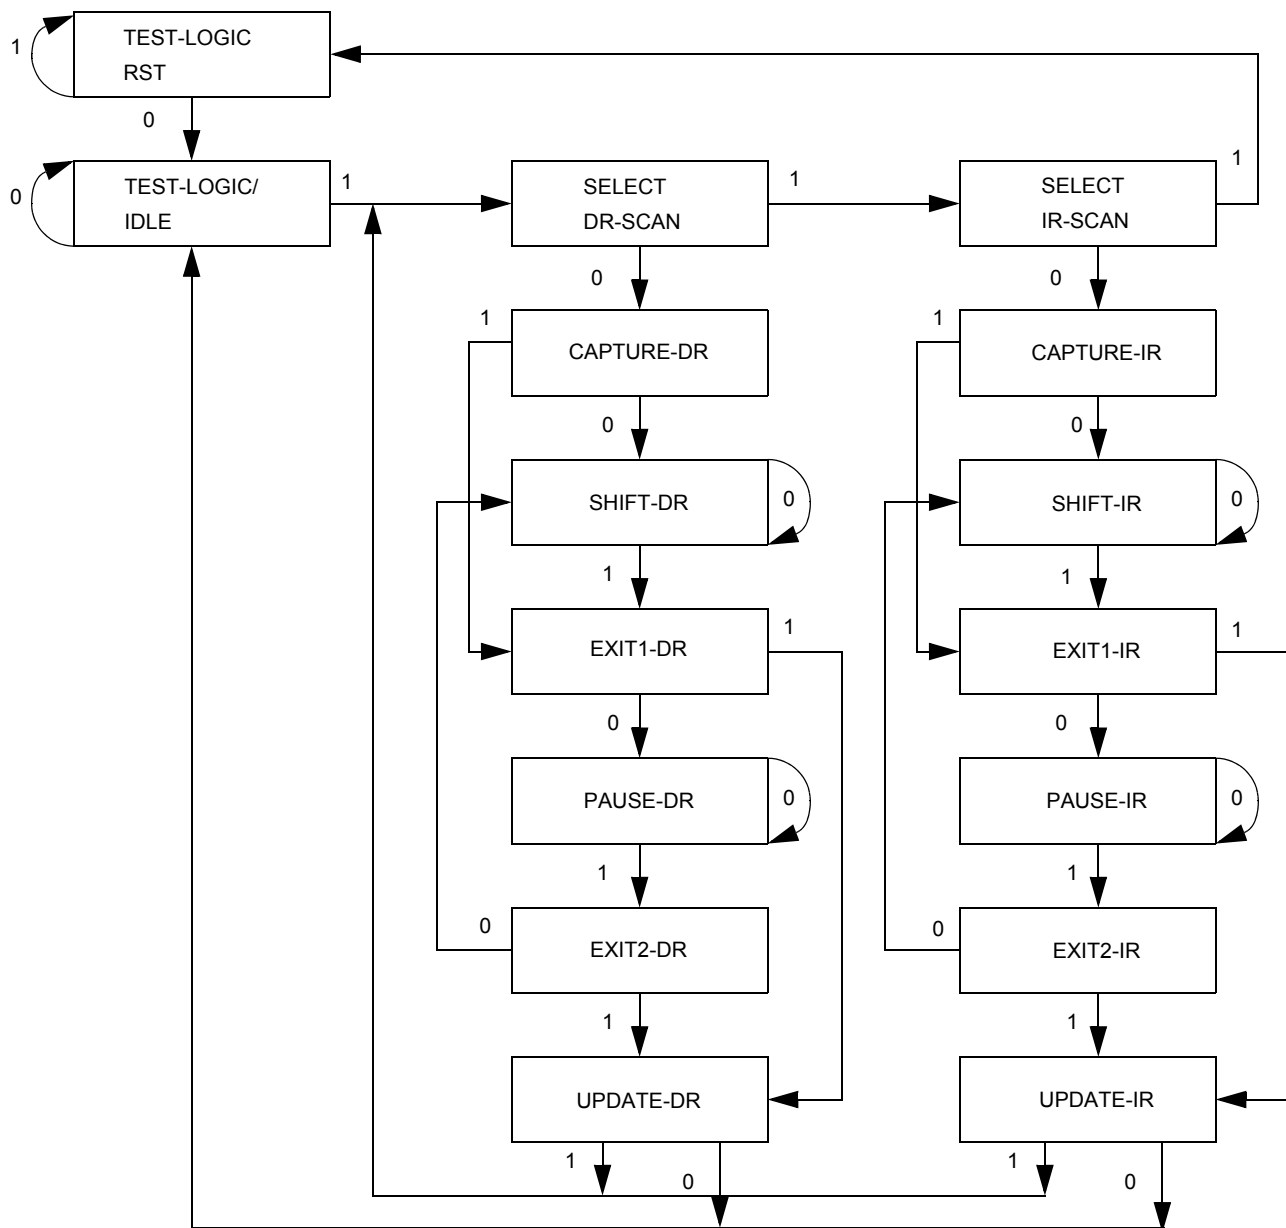 TEST-LOGIC
RST
1
0
TEST-LOGIC/
IDLE
0
1
SELECT
DR-SCAN
1
SELECT
IR-SCAN
1
0
0
1
CAPTURE-DR
1
CAPTURE-IR
0
0
SHIFT-DR
0
SHIFT-IR
0
1
1
EXIT1-DR
1
EXIT1-IR
1
0
0
PAUSE-DR
0
PAUSE-IR
0
1
1
0
EXIT2-DR
0
EXIT2-IR
1
1
UPDATE-DR
UPDATE-IR
1
0
1
0